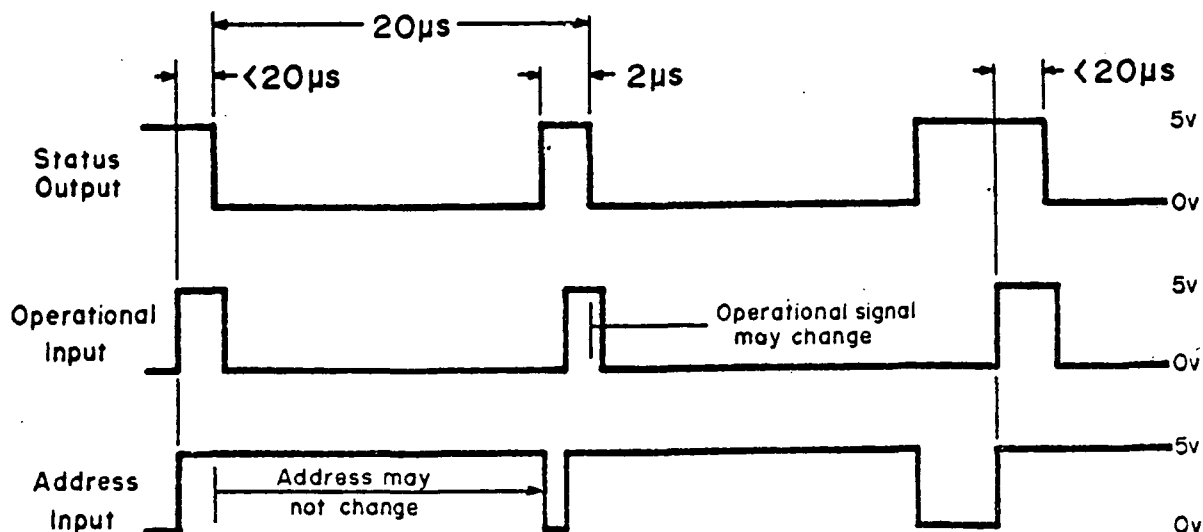 20μs
<20μs
2μs
<20μs
Status
Output
5v
0v
Operational
Input
Operational signal
may change
5v
0v
Address
Input
Address may
not change
5v
0v